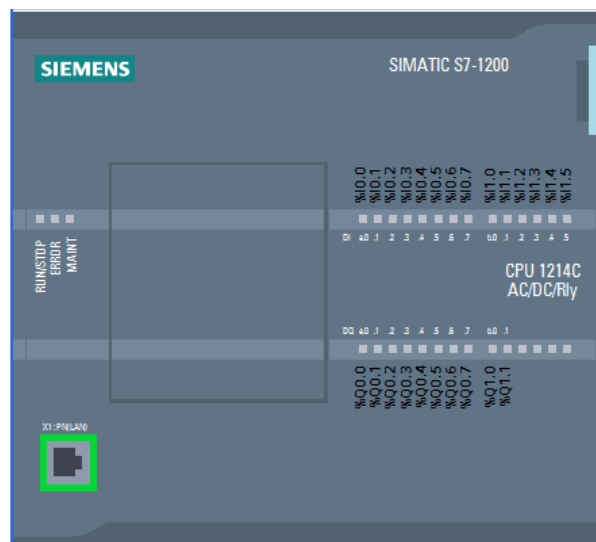 SIEMENS
SIMATIC S7-1200
%I0.0 %I0.1 %I0.2 %I0.3 %I0.4 %I0.5 %I0.6 %I0.7 %I1.0 %I1.1 %I1.2 %I1.3 %I1.4 %I1.5
DI a.0 .1 .2 .3 .4 .5 .6 .7 b.0 .1 .2 .3 .4 .5
RUN/STOP
ERROR
MAINT
CPU 1214C
AC/DC/Rly
DQ a.0 .1 .2 .3 .4 .5 .6 .7 b.0 .1
%Q0.0 %Q0.1 %Q0.2 %Q0.3 %Q0.4 %Q0.5 %Q0.6 %Q0.7 %Q1.0 %Q1.1
X1:PN(LAN)